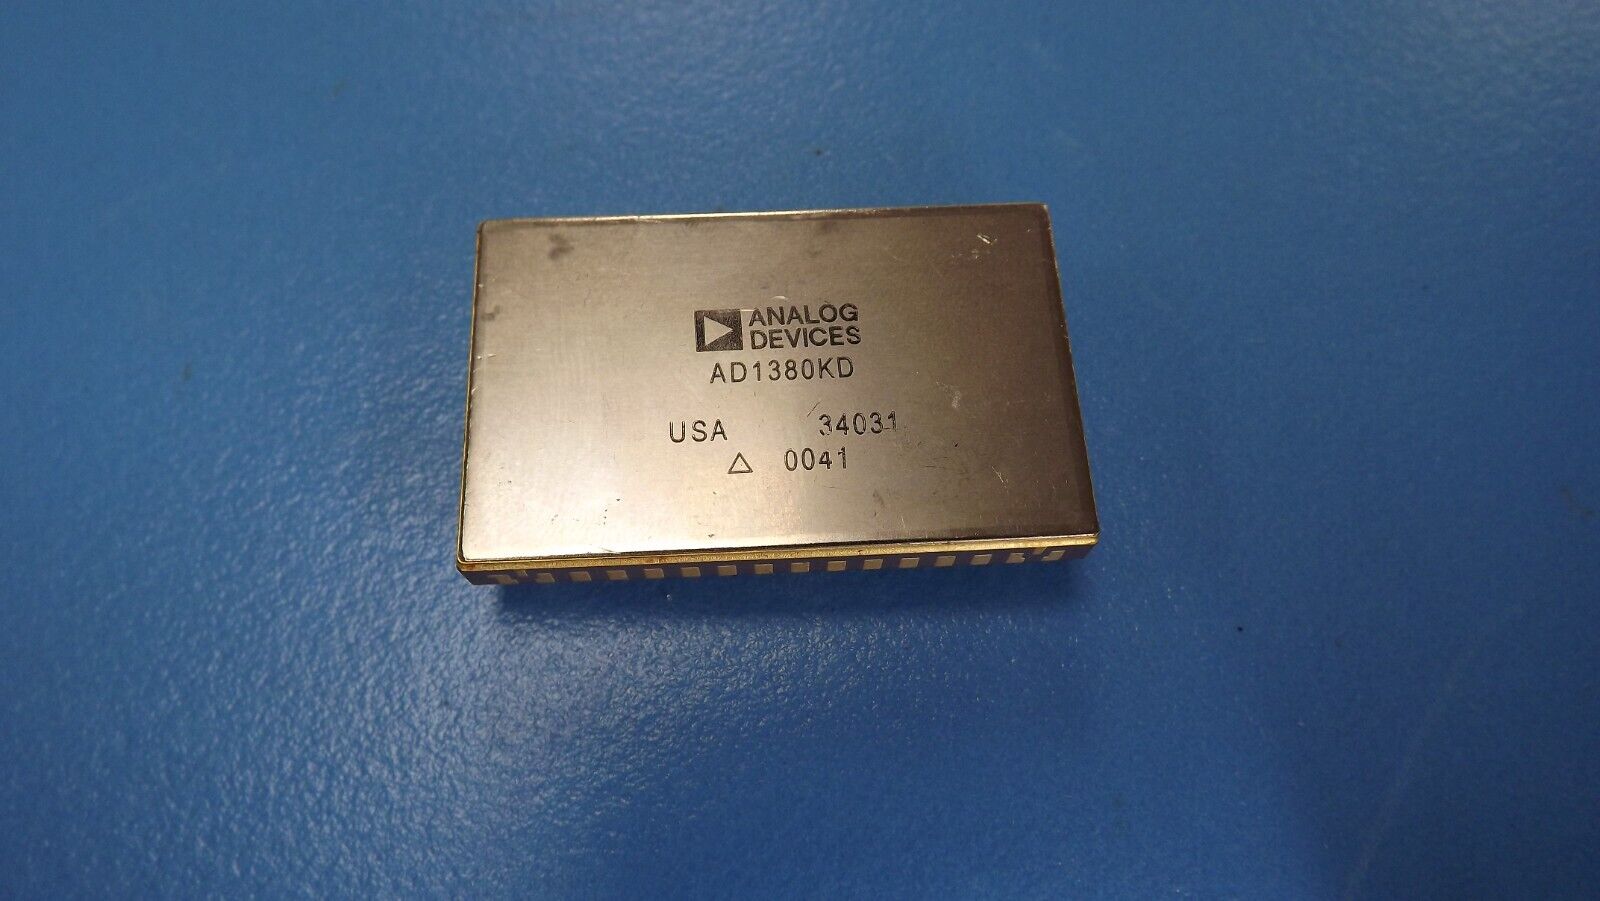 ANALOG
DEVICES
AD1380KD
USA 34031
△ 0041